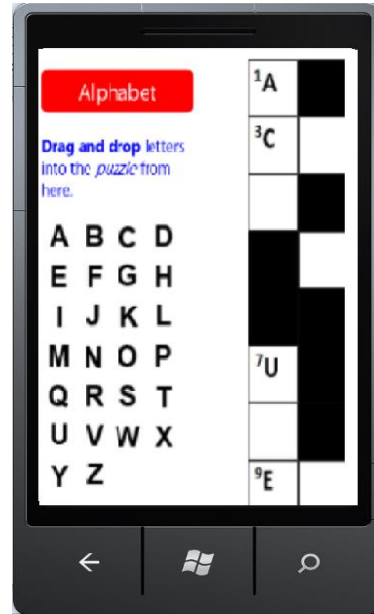 Alphabet
Drag and drop letters
into the puzzle from
here.
A B C D
E F G H
I J K L
M N O P
Q R S T
U V W X
Y Z
1A
3C
7U
9E